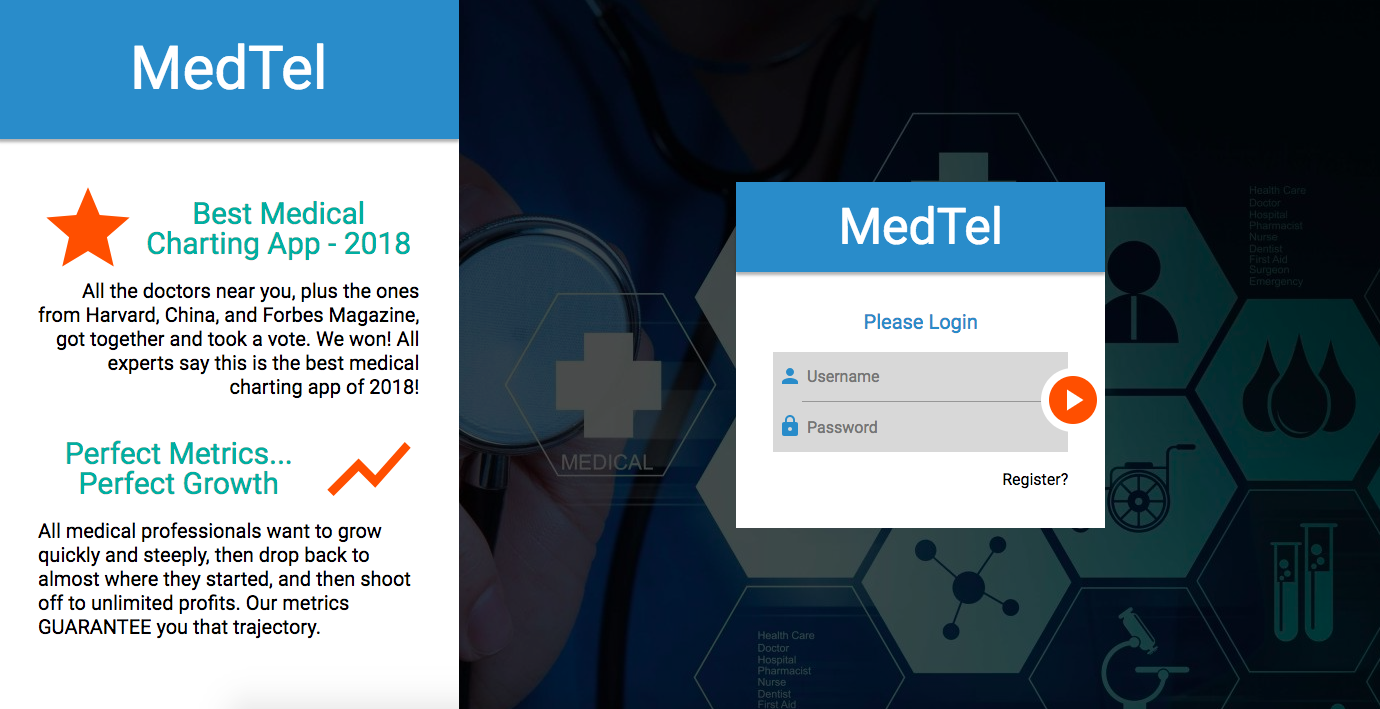 MedTel
Best Medical
Charting App - 2018
All the doctors near you, plus the ones
from Harvard, China, and Forbes Magazine,
got together and took a vote. We won! All
experts say this is the best medical
charting app of 2018!
Perfect Metrics...
Perfect Growth
All medical professionals want to grow
quickly and steeply, then drop back to
almost where they started, and then shoot
off to unlimited profits. Our metrics
GUARANTEE you that trajectory.
MedTel
Please Login
Username
Password
Register?
MEDICAL
Health Care
Doctor
Hospital
Pharmacist
Nurse
Dentist
First Aid
Surgeon
Emergency
Health Care
Doctor
Hospital
Pharmacist
Nurse
Dentist
First Aid